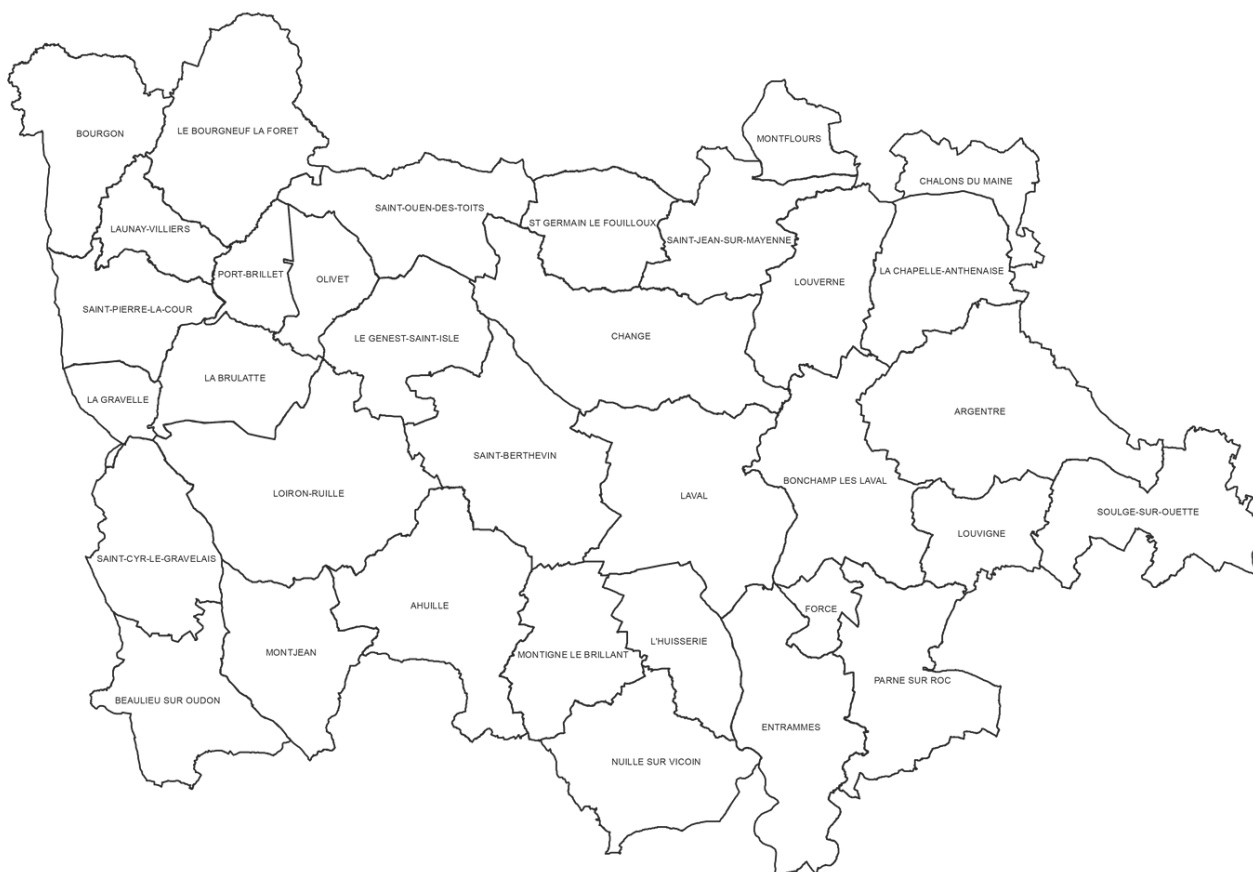 BOURGON
LE BOURGNEUF LA FORET
MONTFLOURS
CHALONS DU MAINE
SAINT-OUEN-DES-TOITS
ST GERMAIN LE FOUILLOUX
LAUNAY-VILLIERS
SAINT-JEAN-SUR-MAYENNE
PORT-BRILLET
OLIVET
LOUVERNE
LA CHAPELLE-ANTHENAISE
SAINT-PIERRE-LA-COUR
LE GENEST-SAINT-ISLE
CHANGE
LA BRULATTE
LA GRAVELLE
ARGENTRE
SAINT-BERTHEVIN
BONCHAMP LES LAVAL
LOIRON-RUILLE
LAVAL
SOULGE-SUR-OUETTE
LOUVIGNE
SAINT-CYR-LE-GRAVELAIS
AHUILLE
FORCE
MONTJEAN
MONTIGNE LE BRILLANT
L'HUISSERIE
PARNE SUR ROC
BEAULIEU SUR OUDON
ENTRAMMES
NUILLE SUR VICOIN